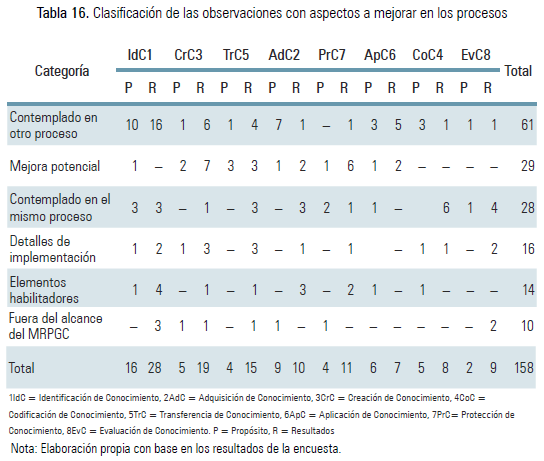 Tabla 16. Clasificación de las observaciones con aspectos a mejorar en los procesos
Categoría IdC1 CrC3 TrC5 AdC2 PrC7 ApC6 CoC4 EvC8 Total
P R P R P R P R P R P R P R P R
Contemplado en otro proceso 10 16 1 6 1 4 7 1 – 1 3 5 3 1 1 1 61
Mejora potencial 1 – 2 7 3 3 1 2 1 6 1 2 29
Contemplado en el mismo proceso 3 3 – 1 – 3 – 3 2 1 1 – 6 1 4 28
Detalles de implementación 1 2 1 3 – 3 – 1 – 1 – 1 1 – 2 16
Elementos habilitadores 1 4 – 1 – 1 – 3 – 2 1 – 1 – 14
Fuera del alcance del MRPGC – 3 1 1 – 1 1 – 1 – 2 10
Total 16 28 5 19 4 15 9 10 4 11 6 7 5 8 2 9 158
1IdC = Identificación de Conocimiento, 2AdC = Adquisición de Conocimiento, 3CrC = Creación de Conocimiento, 4CoC =
Codificación de Conocimiento, 5TrC = Transferencia de Conocimiento, 6ApC = Aplicación de Conocimiento, 7PrC= Protección de
Conocimiento, 8EvC = Evaluación de Conocimiento. P = Propósito, R = Resultados
Nota: Elaboración propia con base en los resultados de la encuesta.